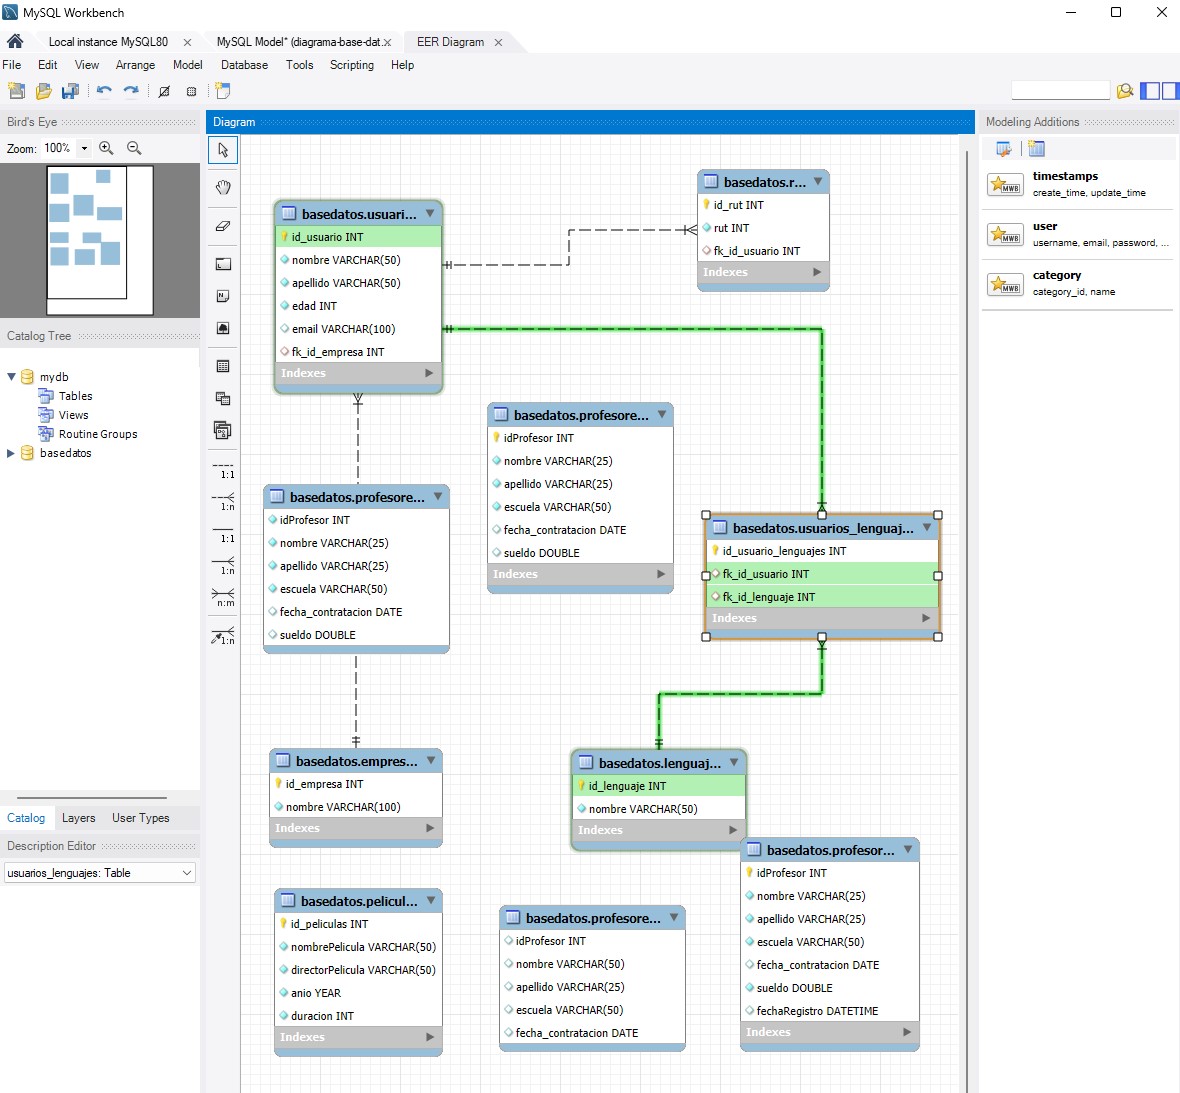 MySQL Workbench
Local instance MySQL80
MySQL Model* (diagrama-base-dat...
EER Diagram
File Edit View Arrange Model Database Tools Scripting Help
Bird's Eye
Zoom: 100%
Catalog Tree
mydb
Tables
Views
Routine Groups
basedatos
Catalog Layers User Types
Description Editor
usuarios_lenguajes: Table
1:1
1:n
1:1
1:n
n:m
1:n
Diagram
basedatos.usuari...
id_usuario INT
nombre VARCHAR(50)
apellido VARCHAR(50)
edad INT
email VARCHAR(100)
fk_id_empresa INT
Indexes
basedatos.r...
id_rut INT
rut INT
fk_id_usuario INT
Indexes
basedatos.profesore...
idProfesor INT
nombre VARCHAR(25)
apellido VARCHAR(25)
escuela VARCHAR(50)
fecha_contratacion DATE
sueldo DOUBLE
Indexes
basedatos.profesore...
idProfesor INT
nombre VARCHAR(25)
apellido VARCHAR(25)
escuela VARCHAR(50)
fecha_contratacion DATE
sueldo DOUBLE
basedatos.usuarios_lenguaj...
id_usuario_lenguajes INT
fk_id_usuario INT
fk_id_lenguaje INT
Indexes
basedatos.empres...
id_empresa INT
nombre VARCHAR(100)
Indexes
basedatos.lenguaj...
id_lenguaje INT
nombre VARCHAR(50)
Indexes
basedatos.profesor...
idProfesor INT
nombre VARCHAR(25)
apellido VARCHAR(25)
escuela VARCHAR(50)
fecha_contratacion DATE
sueldo DOUBLE
fechaRegistro DATETIME
Indexes
basedatos.pelicul...
id_peliculas INT
nombrePelicula VARCHAR(50)
directorPelicula VARCHAR(50)
anio YEAR
duracion INT
Indexes
basedatos.profesore...
idProfesor INT
nombre VARCHAR(50)
apellido VARCHAR(25)
escuela VARCHAR(50)
fecha_contratacion DATE
Modeling Additions
MWB
timestamps
create_time, update_time
MWB
user
username, email, password, ...
MWB
category
category_id, name